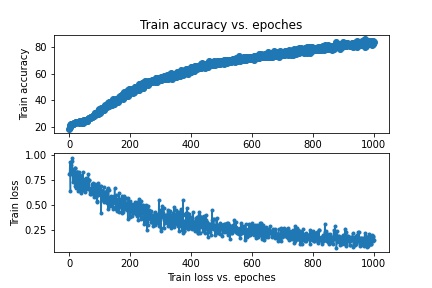 Train accuracy vs. epoches
Train accuracy
80
60
40
20
0 200 400 600 800 1000
Train loss
1.00
0.75
0.50
0.25
0 200 400 600 800 1000
Train loss vs. epoches